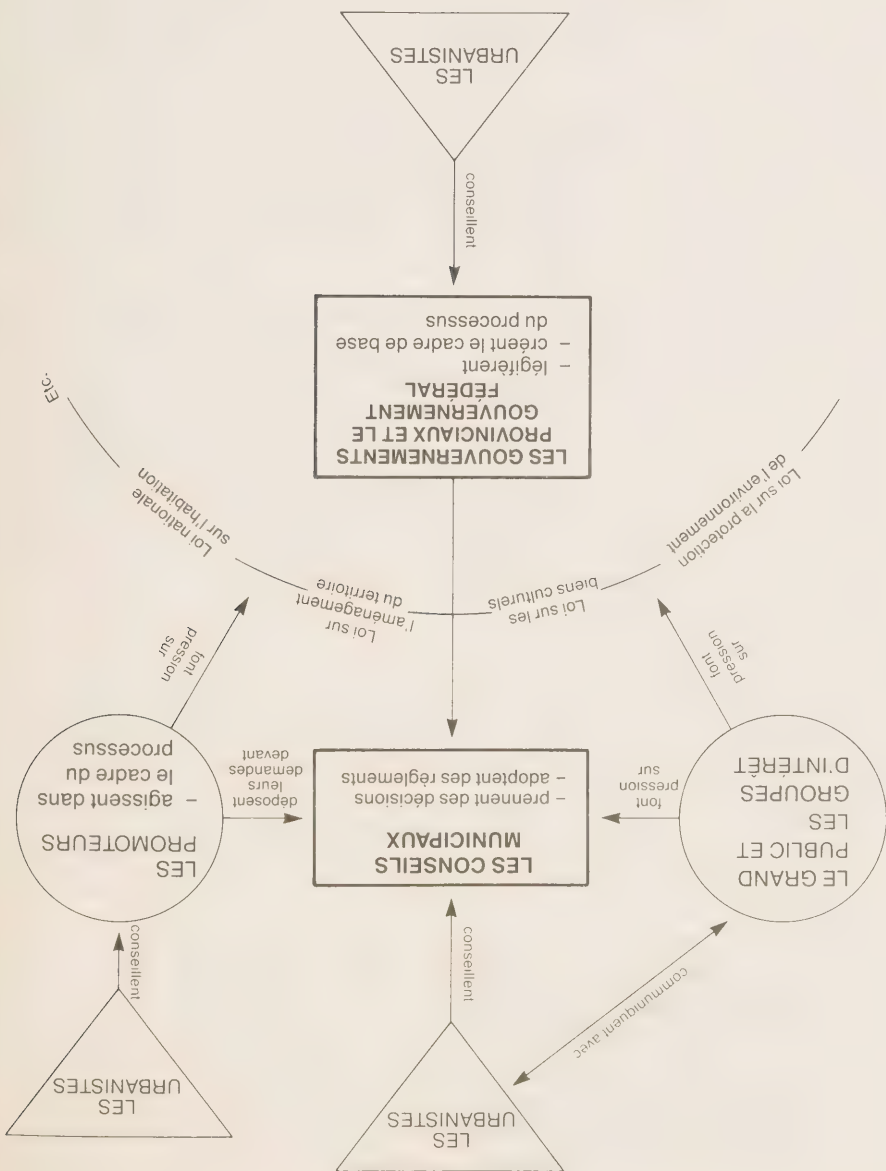 LES
URBANISTES
LES
URBANISTES
communiquent avec
conseillent
conseillent
LE GRAND
PUBLIC ET
LES
GROUPES
D'INTÉRÊT
font
pression
sur
LES CONSEILS
MUNICIPAUX
– prennent des décisions
– adoptent des règlements
déposent
leurs
demandes
devant
LES
PROMOTEURS
– agissent dans
le cadre du
processus
font
pression
sur
font
pression
sur
Loi sur la protection
de l'environnement
Loi sur les
biens culturels
Loi sur
l'aménagement
du territoire
Loi nationale
sur l'habitation
Etc.
LES GOUVERNEMENTS
PROVINCIAUX ET LE
GOUVERNEMENT
FÉDÉRAL
– légifèrent
– créent le cadre de base
du processus
conseillent
LES
URBANISTES